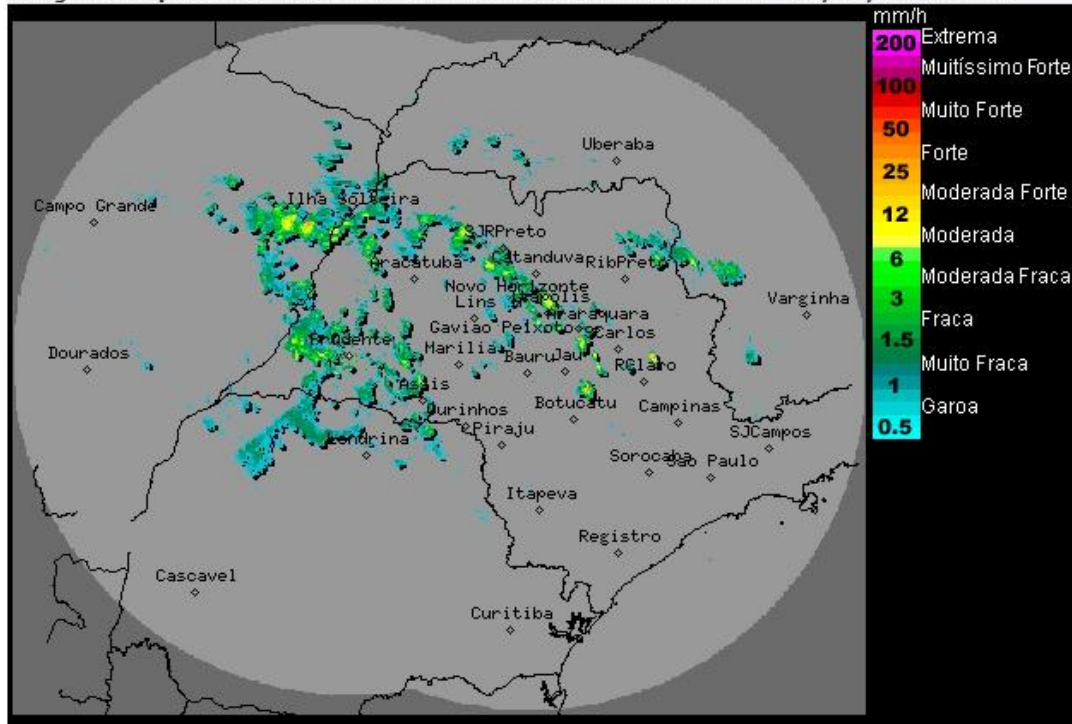 mm/h
200 Extrema
Muitíssimo Forte
100
Muito Forte
50
Forte
25
Moderada Forte
12
Moderada
6
Moderada Fraca
3
Fraca
1.5
Muito Fraca
1
Garoa
0.5
Uberaba
Campo Grande
Ilha Solteira
SJRPreto
Catanduva
Aracatuba
RibPreto
Novo Horizonte
Varginha
Lins
Araraquara
Gavião Peixoto
SCarlos
Dourados
Prudente
Marilia
Bauru
Jau
RClaro
Assis
Ourinhos
Botucatu
Campinas
Piraju
SJCampos
Londrina
Sorocaba
Sao Paulo
Itapeva
Registro
Cascavel
Curitiba